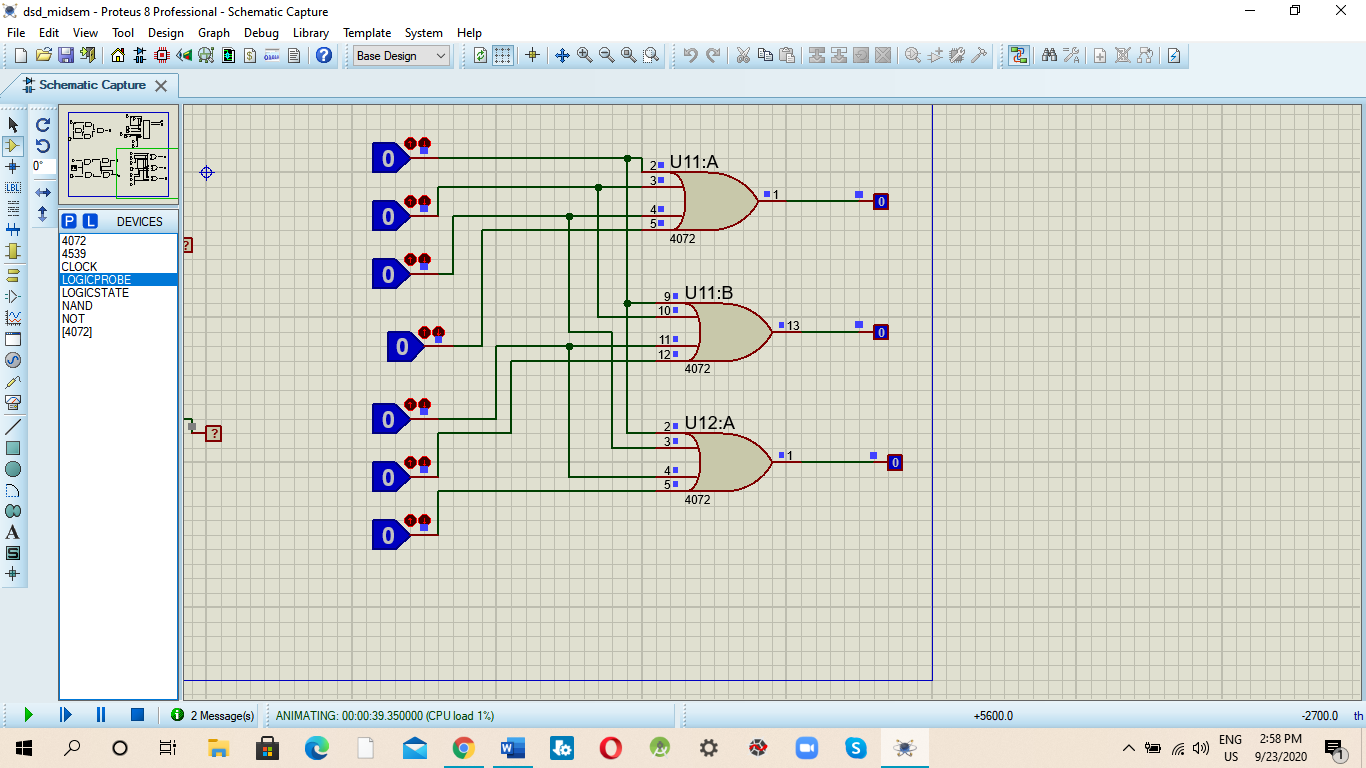 dsd_midsem - Proteus 8 Professional - Schematic Capture
File Edit View Tool Design Graph Debug Library Template System Help
Base Design
Schematic Capture
0°
LBL
P L DEVICES
4072
4539
CLOCK
LOGICPROBE
LOGICSTATE
NAND
NOT
[4072]
A
S
?
?
0
0
0
0
0
0
0
2
3
4
5
U11:A
4072
1
0
9
10
11
12
U11:B
4072
13
0
2
3
4
5
U12:A
4072
1
0
2 Message(s)
ANIMATING: 00:00:39.350000 (CPU load 1%)
+5600.0
-2700.0
th
ENG
US
2:58 PM
9/23/2020
1